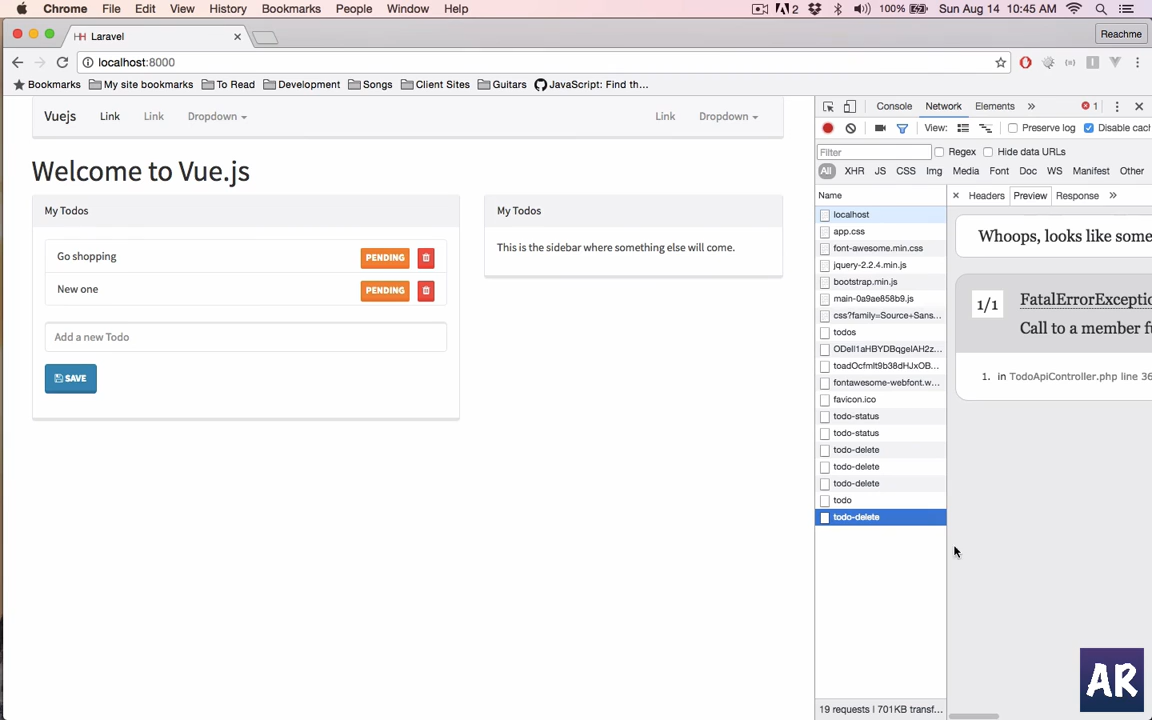 Chrome File Edit View History Bookmarks People Window Help 2 100% Sun Aug 14 10:45 AM
Laravel Reachme
localhost:8000
Bookmarks My site bookmarks To Read Development Songs Client Sites Guitars JavaScript: Find th...
Vuejs Link Link Dropdown Link Dropdown
Welcome to Vue.js
My Todos
Go shopping PENDING
New one PENDING
Add a new Todo
SAVE
My Todos
This is the sidebar where something else will come.
Console Network Elements » 1
View: Preserve log Disable cach
Filter Regex Hide data URLs
All XHR JS CSS Img Media Font Doc WS Manifest Other
Name
localhost
app.css
font-awesome.min.css
jquery-2.2.4.min.js
bootstrap.min.js
main-0a9ae858b9.js
css?family=Source+Sans...
todos
ODelI1aHBYDBqgeIAH2z...
toadOcfmlt9b38dHJxOB...
fontawesome-webfont.w...
favicon.ico
todo-status
todo-status
todo-delete
todo-delete
todo-delete
todo
todo-delete
19 requests | 701KB transf...
Headers Preview Response »
Whoops, looks like some
1/1 FatalErrorExceptio
Call to a member fu
1. in TodoApiController.php line 36
AR